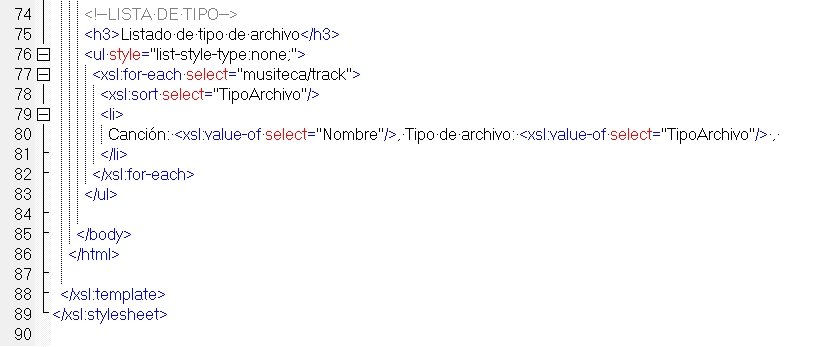 74 <!--LISTA DE TIPO-->
75 <h3>Listado de tipo de archivo</h3>
76 <ul style="list-style-type:none;">
77 <xsl:for-each select="musiteca/track">
78 <xsl:sort select="TipoArchivo"/>
79 <li>
80 Canción: <xsl:value-of select="Nombre"/>, Tipo de archivo: <xsl:value-of select="TipoArchivo"/> ,
81 </li>
82 </xsl:for-each>
83 </ul>
84
85 </body>
86 </html>
87
88 </xsl:template>
89 </xsl:stylesheet>
90